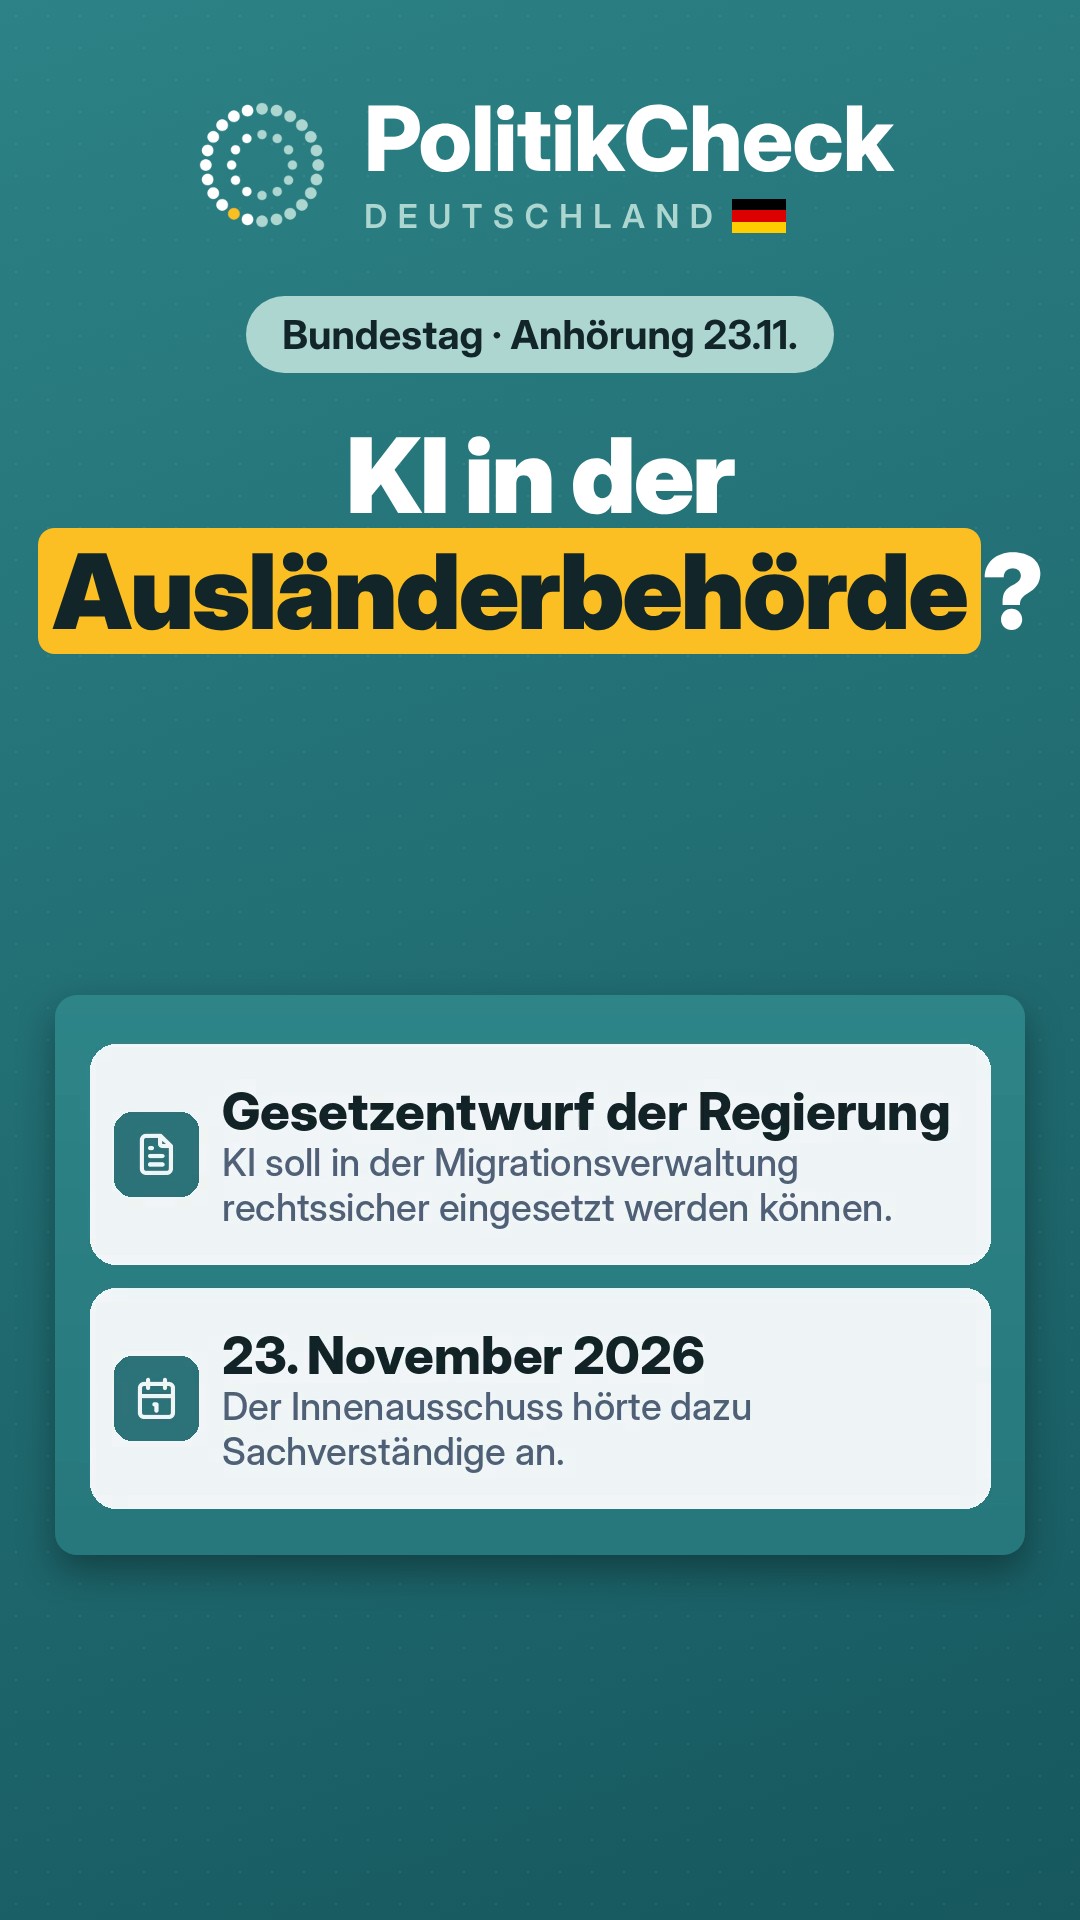 PolitikCheck
DEUTSCHLAND
Bundestag · Anhörung 23.11.
KI in der
Ausländerbehörde?
Gesetzentwurf der Regierung
KI soll in der Migrationsverwaltung
rechtssicher eingesetzt werden können.
23. November 2026
Der Innenausschuss hörte dazu
Sachverständige an.